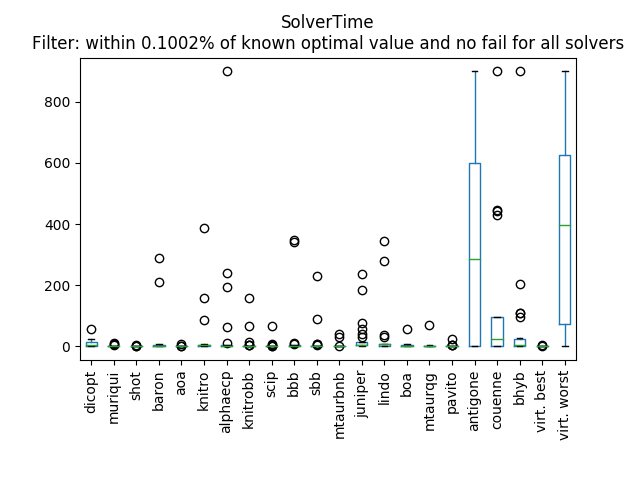 SolverTime
Filter: within 0.1002% of known optimal value and no fail for all solvers
800
600
400
200
0
dicopt
muriqui
shot
baron
aoa
knitro
alphaecp
knitrobb
scip
bbb
sbb
mtaurbnb
juniper
lindo
boa
mtaurqg
pavito
antigone
couenne
bhyb
virt. best
virt. worst